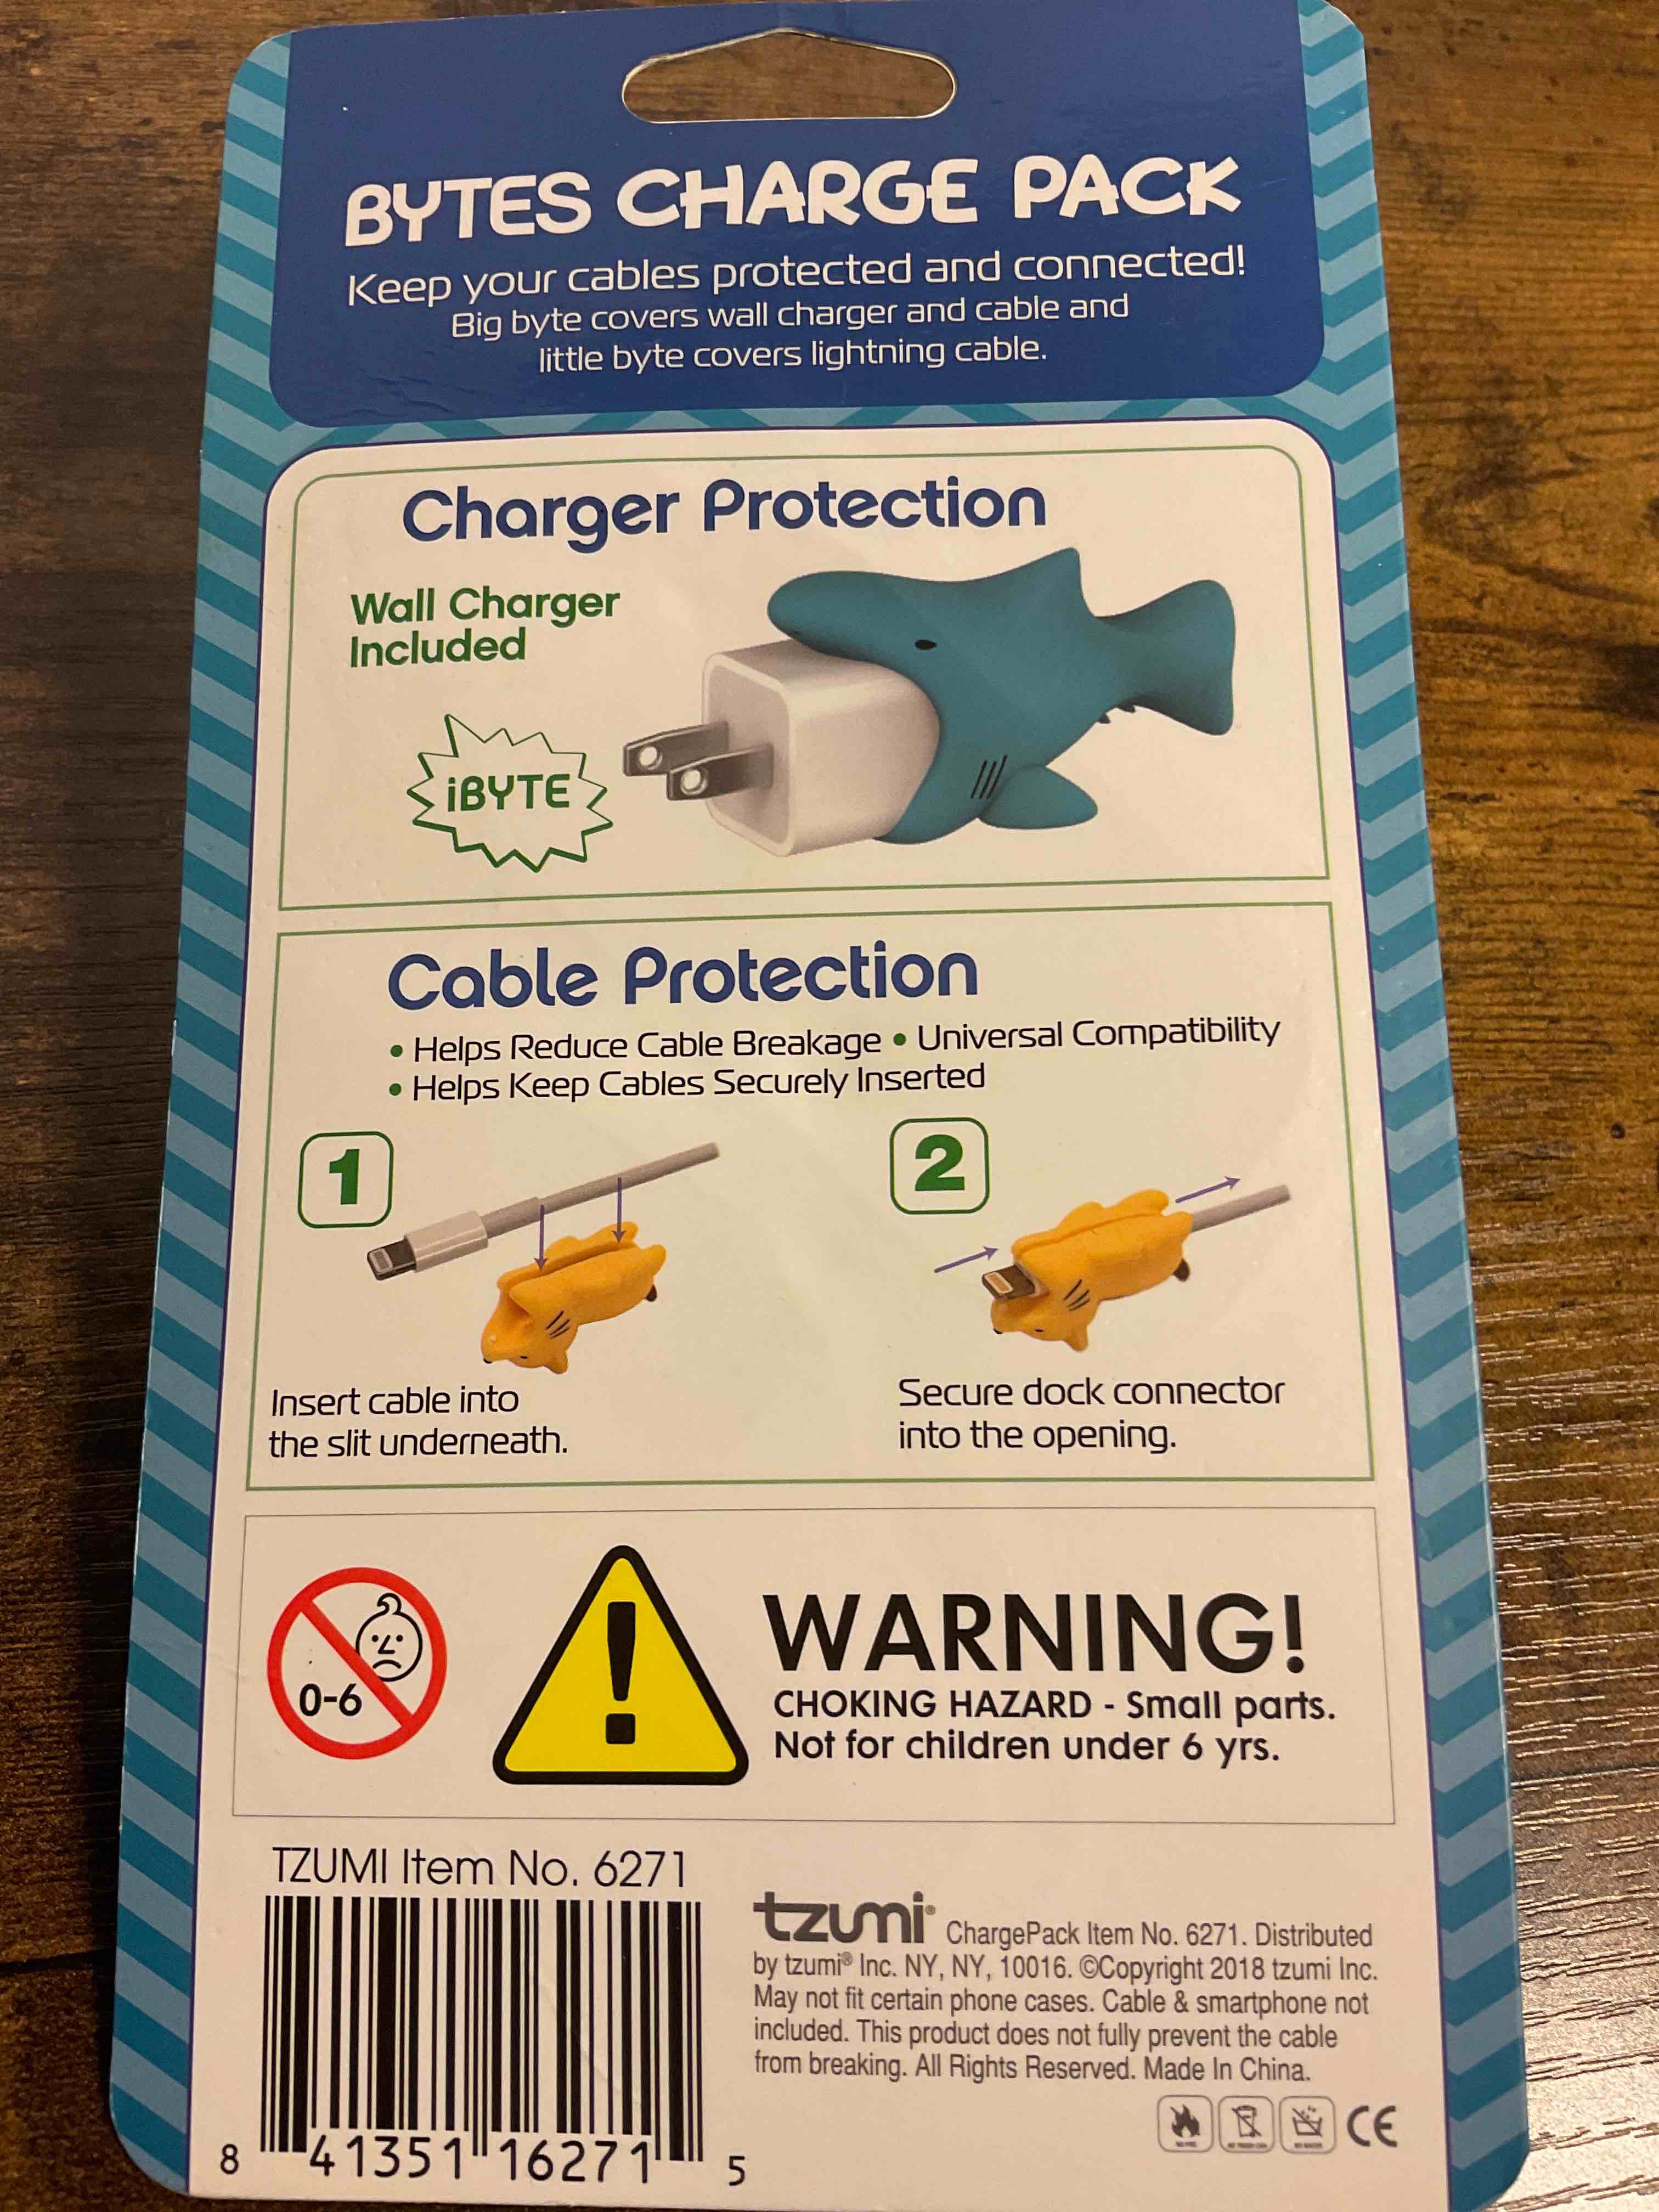 BYTES CHARGE PACK
Keep your cables protected and connected!
Big byte covers wall charger and cable and
little byte covers lightning cable.
Charger Protection
Wall Charger
Included
iBYTE
Cable Protection
• Helps Reduce Cable Breakage • Universal Compatibility
• Helps Keep Cables Securely Inserted
1
2
Insert cable into
the slit underneath.
Secure dock connector
into the opening.
0-6
WARNING!
CHOKING HAZARD - Small parts.
Not for children under 6 yrs.
TZUMI Item No. 6271
8 41351 16271 5
tzumi® ChargePack Item No. 6271. Distributed
by tzumi® Inc. NY, NY, 10016. ©Copyright 2018 tzumi Inc.
May not fit certain phone cases. Cable & smartphone not
included. This product does not fully prevent the cable
from breaking. All Rights Reserved. Made In China.
CE